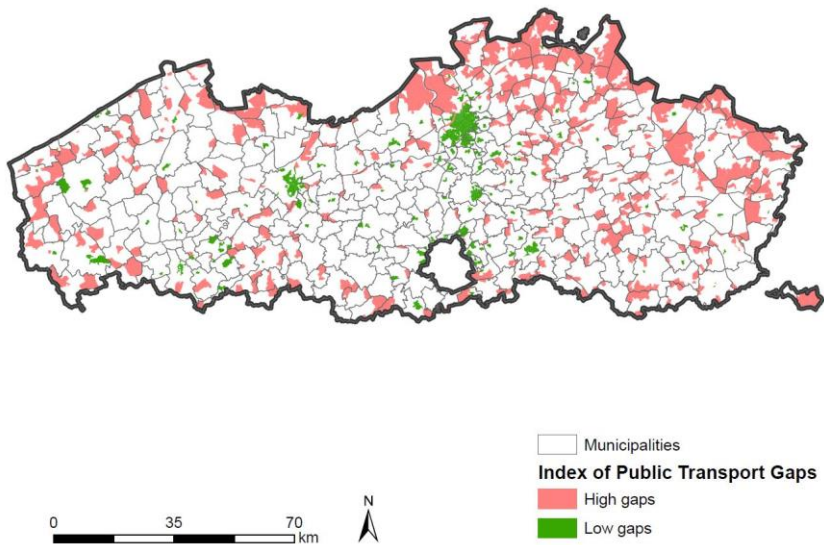 Municipalities
Index of Public Transport Gaps
High gaps
Low gaps
N
0 35 70
km